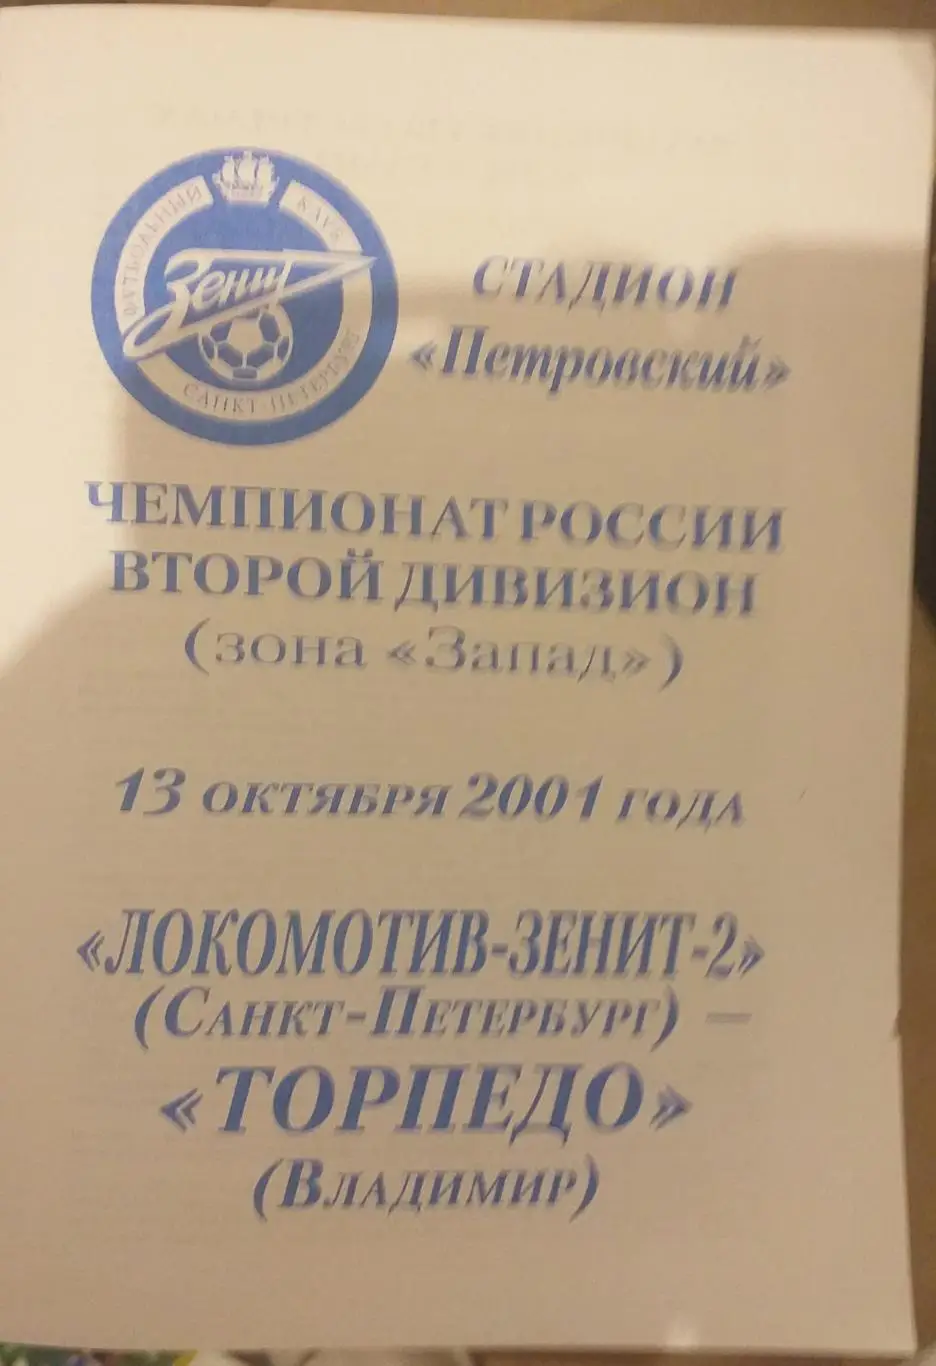 ФУТБОЛЬНЫЙ КЛУБ
Зенит
САНКТ-ПЕТЕРБУРГ
СТАДИОН
«Петровский»
ЧЕМПИОНАТ РОССИИ
ВТОРОЙ ДИВИЗИОН
(зона «Запад»)
13 ОКТЯБРЯ 2001 ГОДА
«ЛОКОМОТИВ-ЗЕНИТ-2»
(САНКТ-ПЕТЕРБУРГ) —
«ТОРПЕДО»
(ВЛАДИМИР)